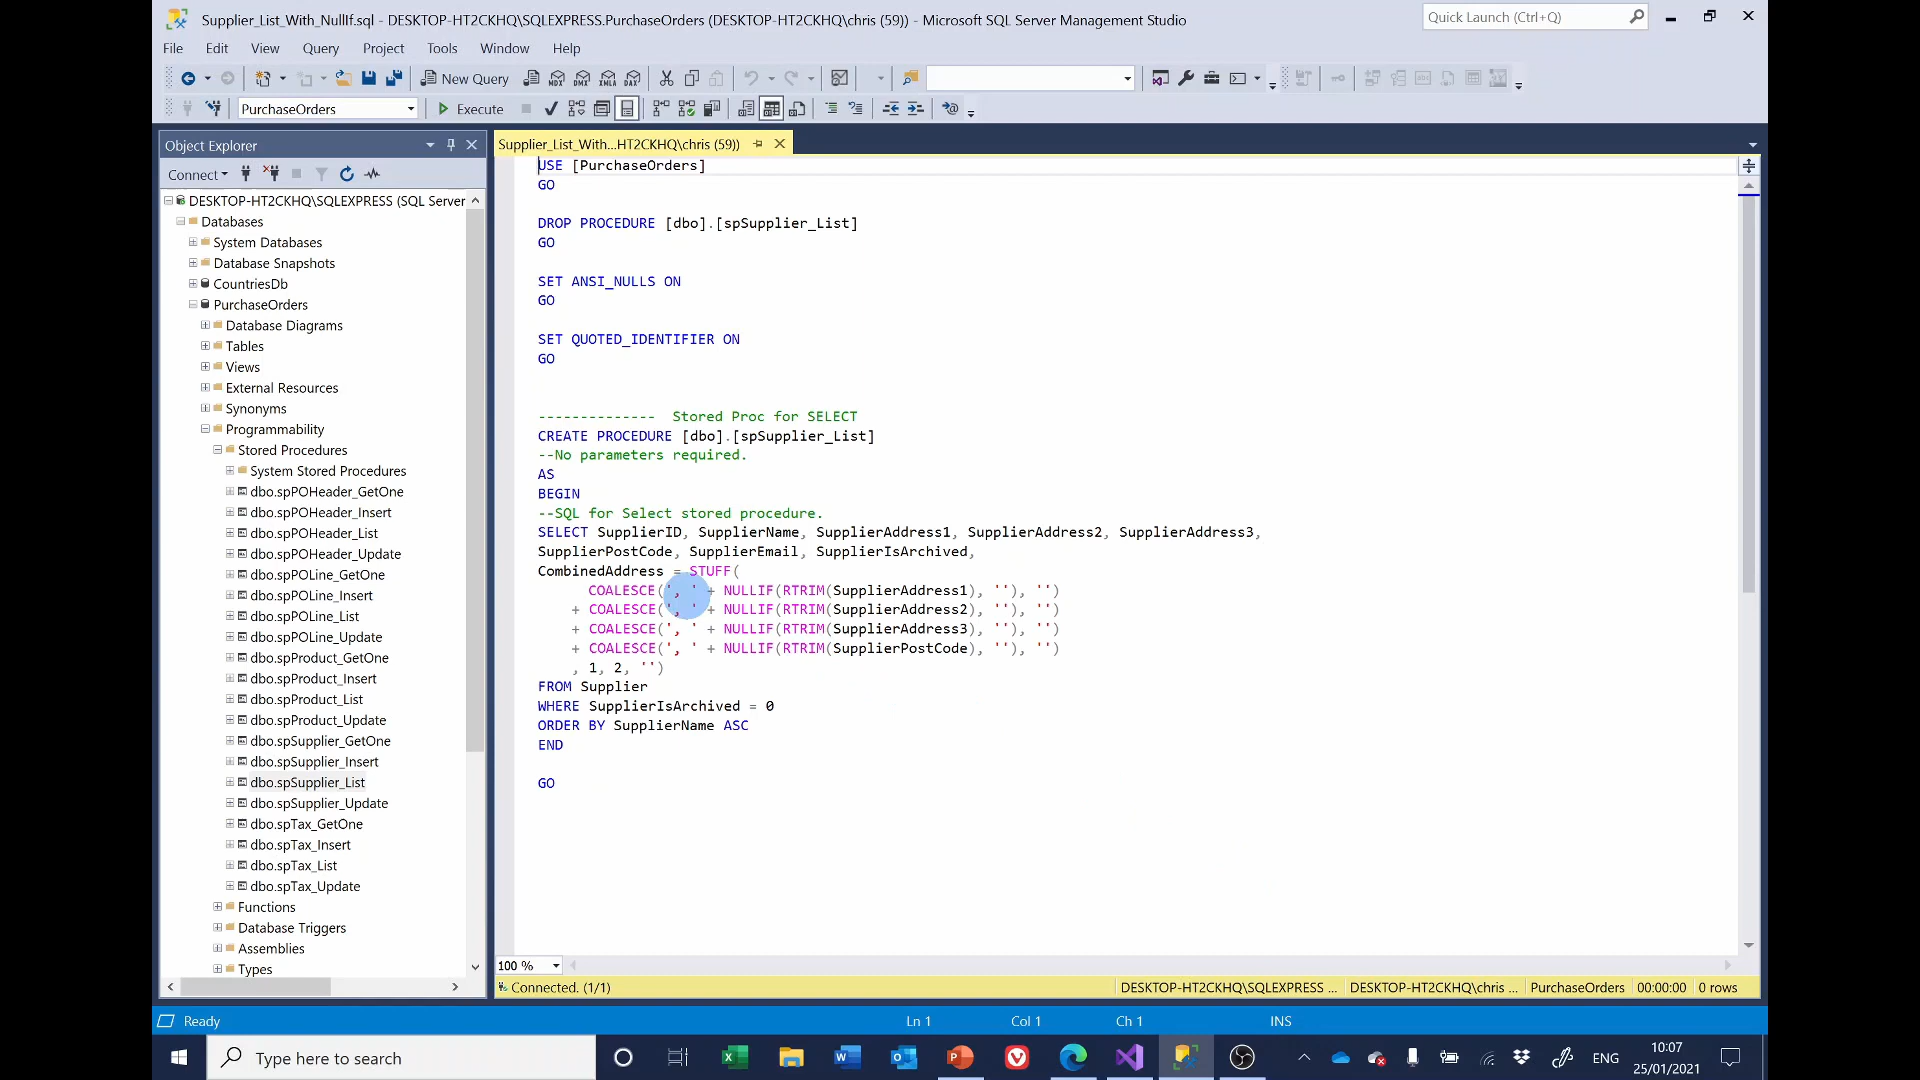 Supplier_List_With_NullIf.sql - DESKTOP-HT2CKHQ\SQLEXPRESS.PurchaseOrders (DESKTOP-HT2CKHQ\chris (59)) - Microsoft SQL Server Management Studio
Quick Launch (Ctrl+Q)
File Edit View Query Project Tools Window Help
New Query
MDX DMX XMLA DAX
PurchaseOrders
Execute
Object Explorer
Supplier_List_With...HT2CKHQ\chris (59))
Connect
DESKTOP-HT2CKHQ\SQLEXPRESS (SQL Server
Databases
System Databases
Database Snapshots
CountriesDb
PurchaseOrders
Database Diagrams
Tables
Views
External Resources
Synonyms
Programmability
Stored Procedures
System Stored Procedures
dbo.spPOHeader_GetOne
dbo.spPOHeader_Insert
dbo.spPOHeader_List
dbo.spPOHeader_Update
dbo.spPOLine_GetOne
dbo.spPOLine_Insert
dbo.spPOLine_List
dbo.spPOLine_Update
dbo.spProduct_GetOne
dbo.spProduct_Insert
dbo.spProduct_List
dbo.spProduct_Update
dbo.spSupplier_GetOne
dbo.spSupplier_Insert
dbo.spSupplier_List
dbo.spSupplier_Update
dbo.spTax_GetOne
dbo.spTax_Insert
dbo.spTax_List
dbo.spTax_Update
Functions
Database Triggers
Assemblies
Types
USE [PurchaseOrders]
GO
DROP PROCEDURE [dbo].[spSupplier_List]
GO
SET ANSI_NULLS ON
GO
SET QUOTED_IDENTIFIER ON
GO
--------------  Stored Proc for SELECT
CREATE PROCEDURE [dbo].[spSupplier_List]
--No parameters required.
AS
BEGIN
--SQL for Select stored procedure.
SELECT SupplierID, SupplierName, SupplierAddress1, SupplierAddress2, SupplierAddress3,
SupplierPostCode, SupplierEmail, SupplierIsArchived,
CombinedAddress = STUFF(
COALESCE(', ' + NULLIF(RTRIM(SupplierAddress1), ''), '')
+ COALESCE(', ' + NULLIF(RTRIM(SupplierAddress2), ''), '')
+ COALESCE(', ' + NULLIF(RTRIM(SupplierAddress3), ''), '')
+ COALESCE(', ' + NULLIF(RTRIM(SupplierPostCode), ''), '')
, 1, 2, '')
FROM Supplier
WHERE SupplierIsArchived = 0
ORDER BY SupplierName ASC
END
GO
100 %
Connected. (1/1)
DESKTOP-HT2CKHQ\SQLEXPRESS ... DESKTOP-HT2CKHQ\chris ... PurchaseOrders 00:00:00 0 rows
Ready
Ln 1 Col 1 Ch 1 INS
Type here to search
ENG
10:07
25/01/2021